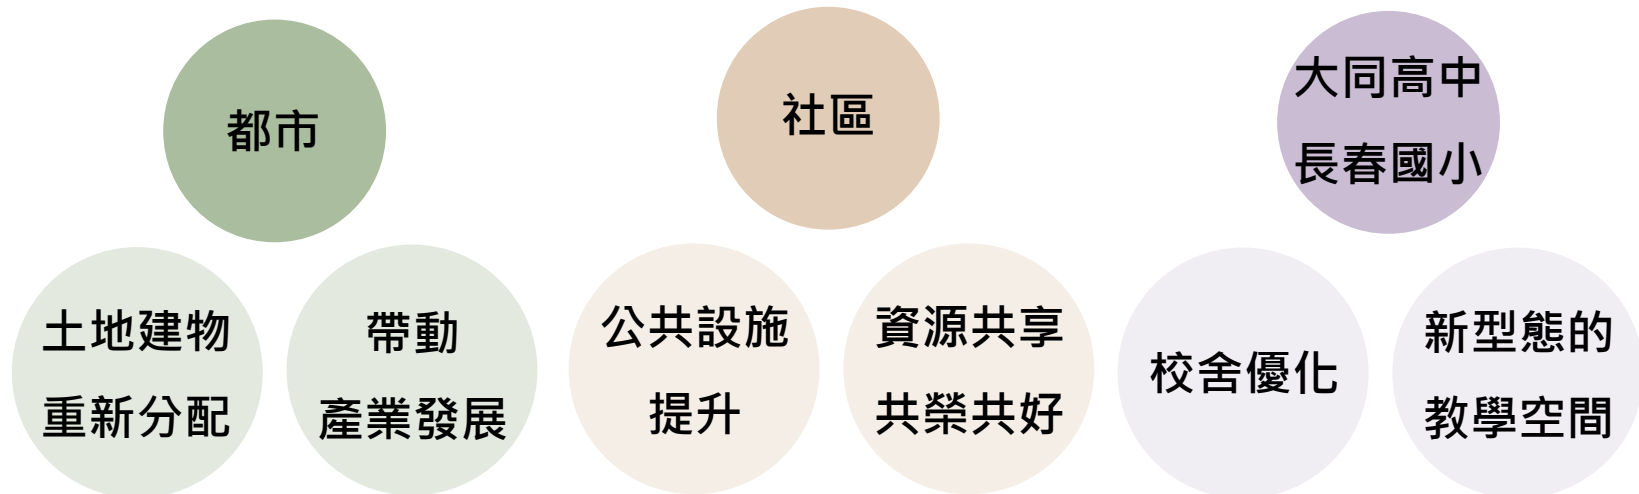 都市
土地建物
重新分配
帶動
產業發展
社區
公共設施
提升
資源共享
共榮共好
大同高中
長春國小
校舍優化
新型態的
教學空間